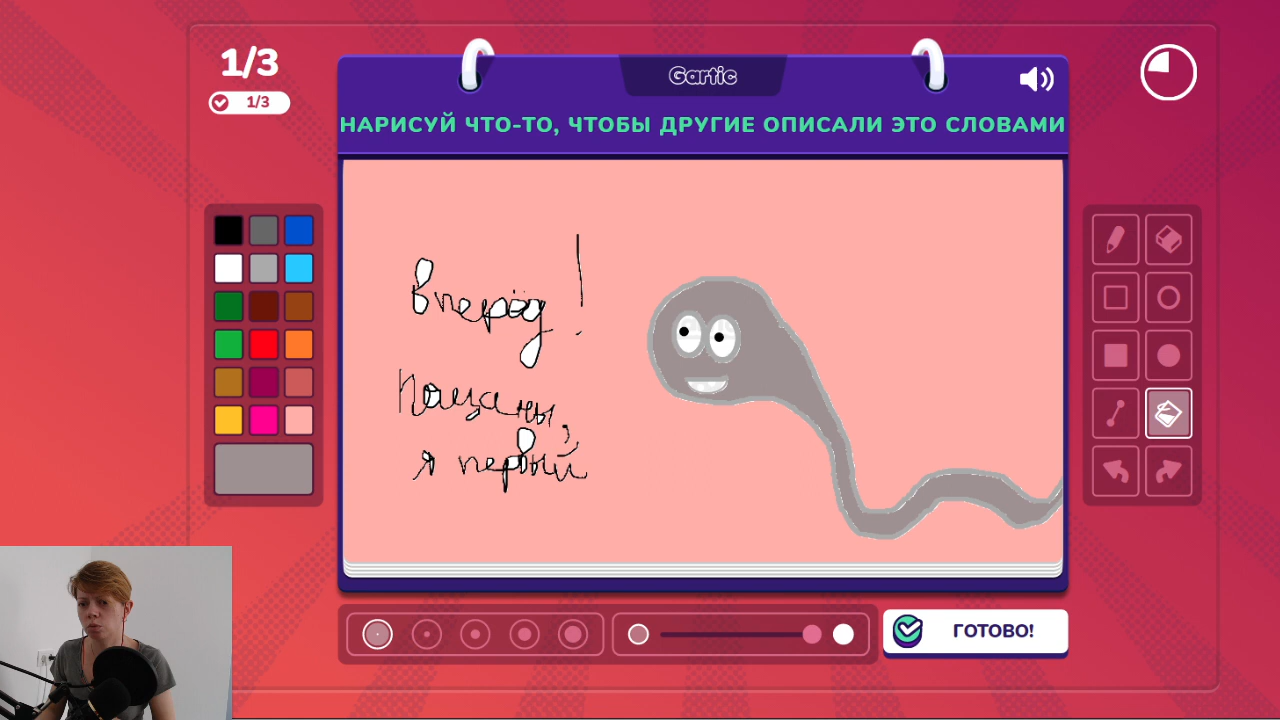 1/3
1/3
Gartic
НАРИСУЙ ЧТО-ТО, ЧТОБЫ ДРУГИЕ ОПИСАЛИ ЭТО СЛОВАМИ
Вперёд!
Пацаны,
я первый
ГОТОВО!